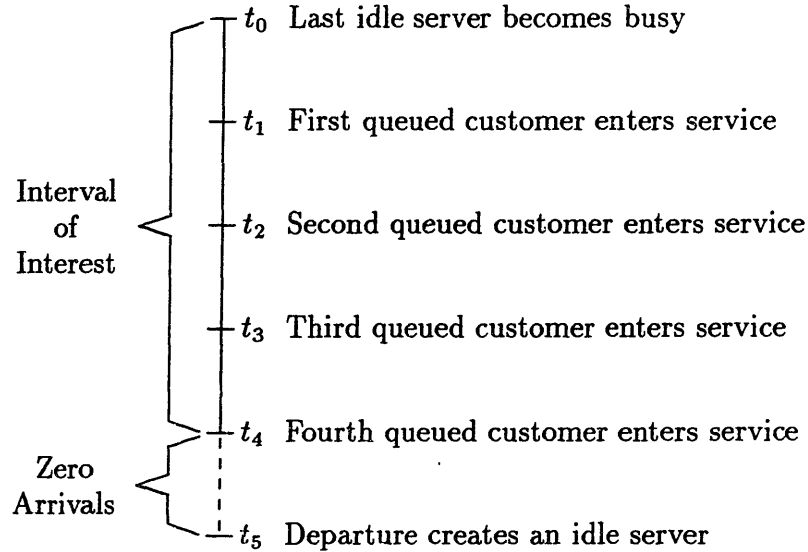 t₀ Last idle server becomes busy
t₁ First queued customer enters service
Interval
of
Interest
t₂ Second queued customer enters service
t₃ Third queued customer enters service
t₄ Fourth queued customer enters service
Zero
Arrivals
t₅ Departure creates an idle server